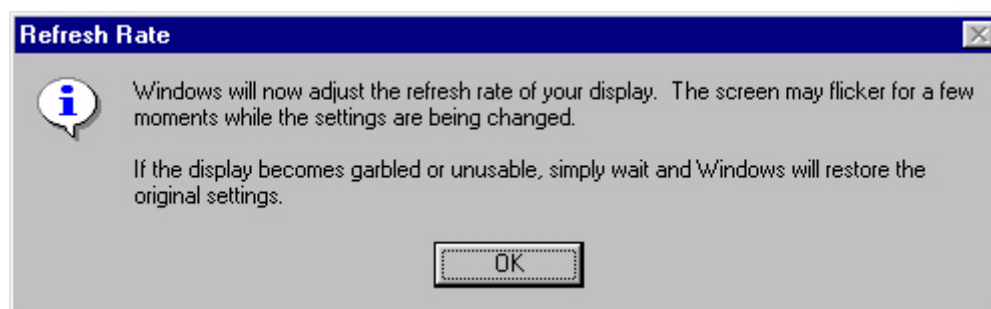 Refresh Rate
Windows will now adjust the refresh rate of your display.  The screen may flicker for a few
moments while the settings are being changed.
If the display becomes garbled or unusable, simply wait and Windows will restore the
original settings.
OK